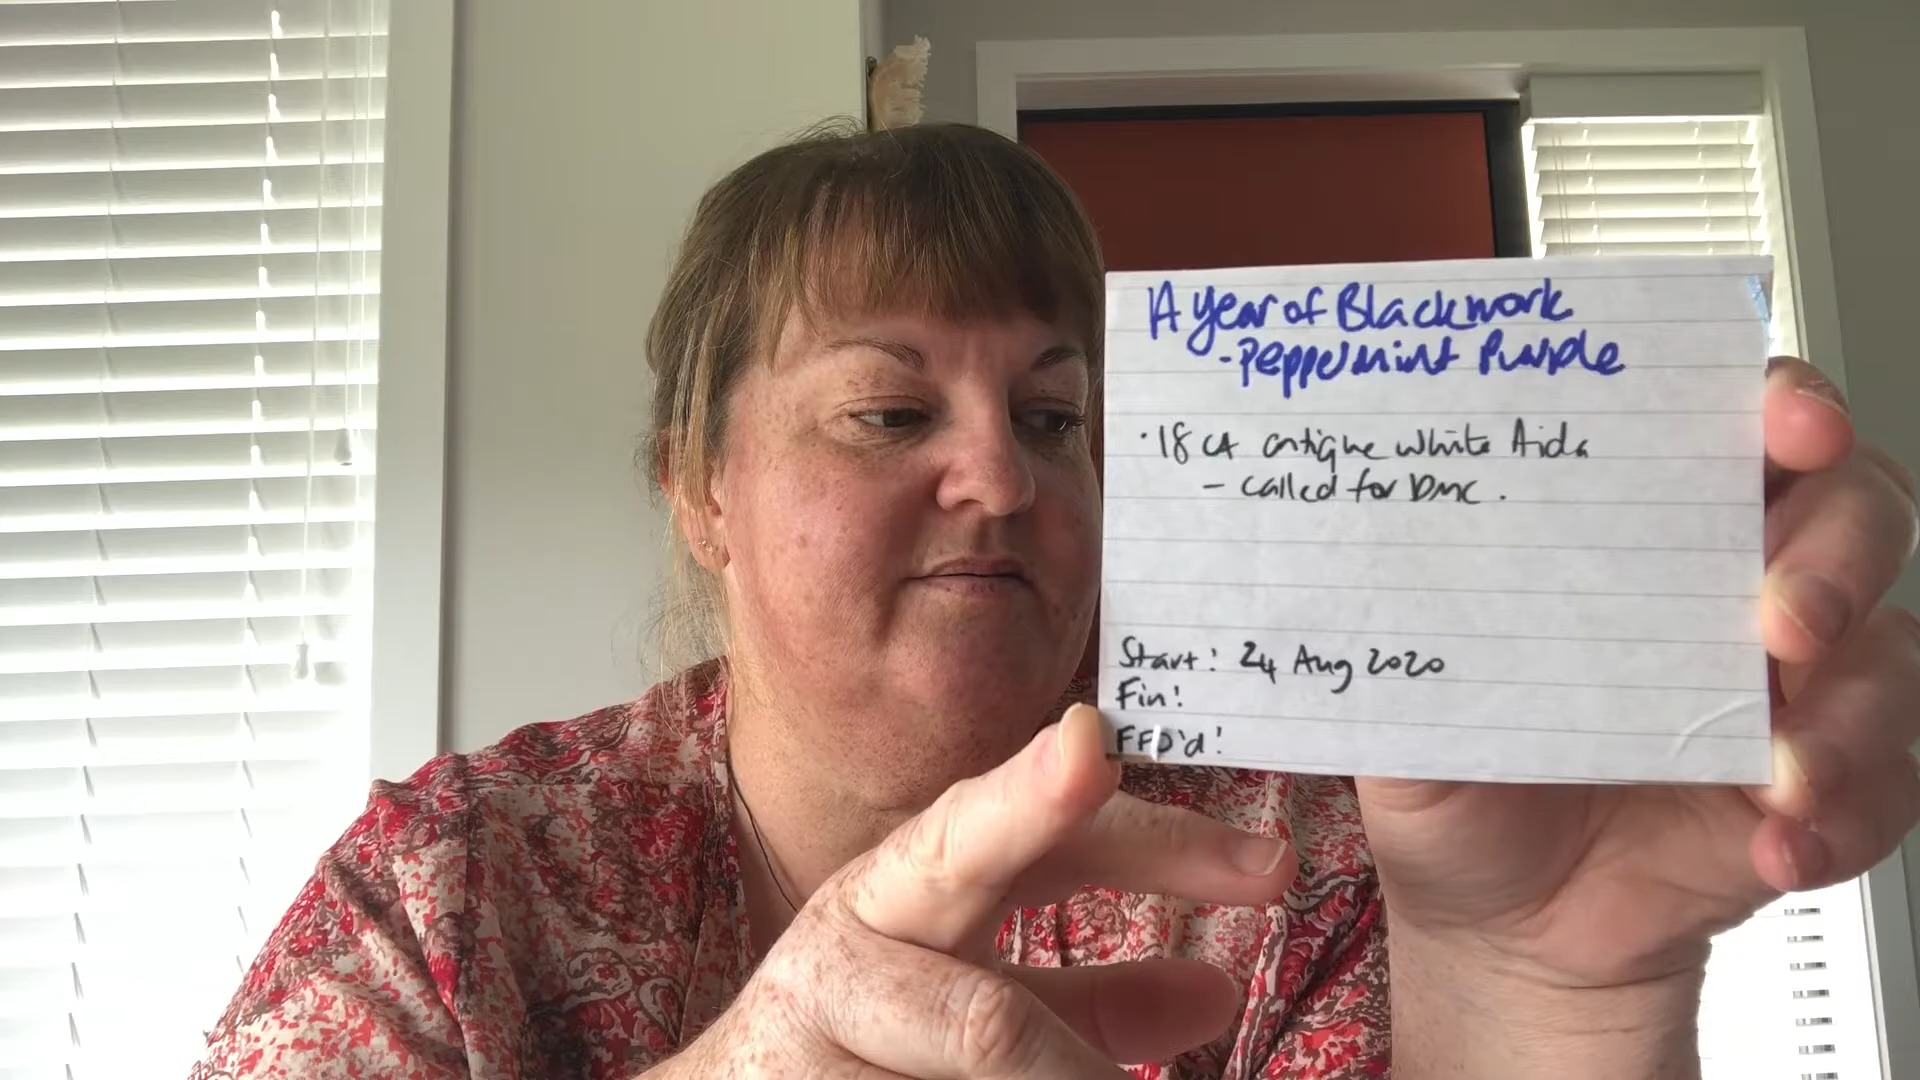 A year of Blackwork
- Peppermint Purple
· 18 ct antique white Aida
- called for DMC.
Start: 24 Aug 2020
Fin:
FFO'd: